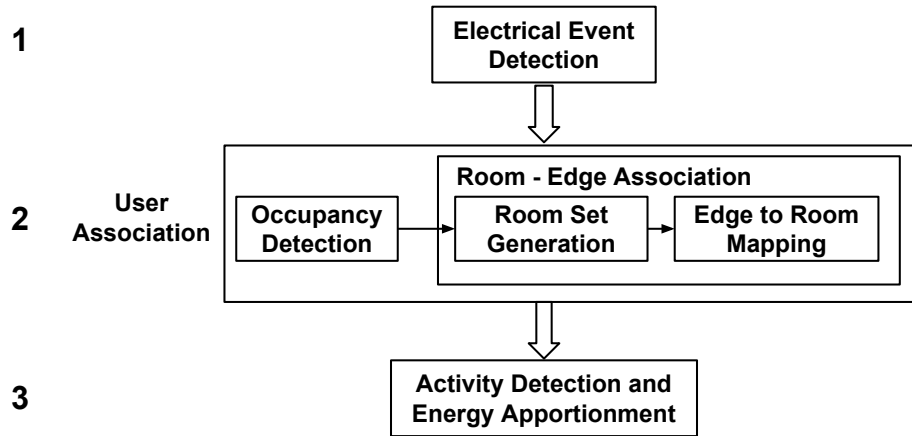 1
Electrical Event
Detection
2
User
Association
Room - Edge Association
Occupancy
Detection
Room Set
Generation
Edge to Room
Mapping
3
Activity Detection and
Energy Apportionment